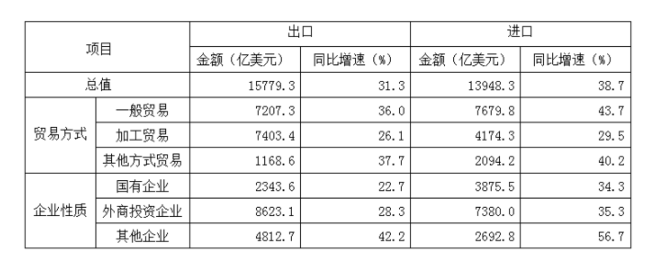 项目 出口 进口
金额（亿美元） 同比增速（%） 金额（亿美元） 同比增速（%）
总值 15779.3 31.3 13948.3 38.7
贸易方式 一般贸易 7207.3 36.0 7679.8 43.7
加工贸易 7403.4 26.1 4174.3 29.5
其他方式贸易 1168.6 37.7 2094.2 40.2
企业性质 国有企业 2343.6 22.7 3875.5 34.3
外商投资企业 8623.1 28.3 7380.0 35.3
其他企业 4812.7 42.2 2692.8 56.7